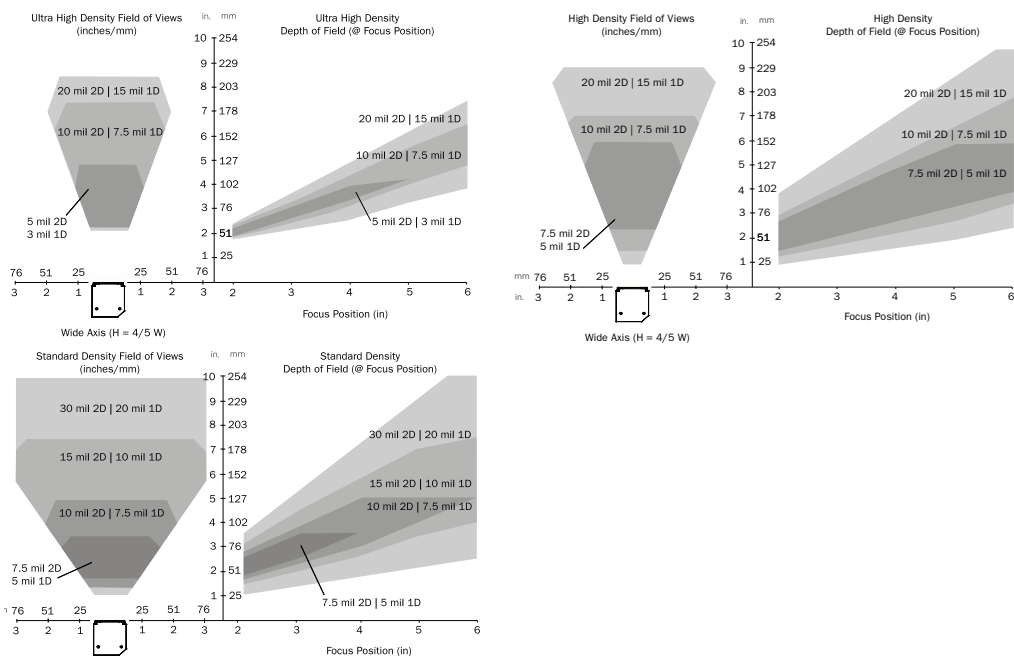 Ultra High Density Field of Views
(inches/mm)
in. mm
Ultra High Density
Depth of Field (@ Focus Position)
10 254
9 229
8 203
7 178
6 152
5 127
4 102
3 76
2 51
1 25
20 mil 2D | 15 mil 1D
10 mil 2D | 7.5 mil 1D
5 mil 2D
3 mil 1D
20 mil 2D | 15 mil 1D
10 mil 2D | 7.5 mil 1D
5 mil 2D | 3 mil 1D
76 51 25 25 51 76
3 2 1 1 2 3
2 3 4 5 6
Focus Position (in)
Wide Axis (H = 4/5 W)
High Density Field of Views
(inches/mm)
in. mm
High Density
Depth of Field (@ Focus Position)
10 254
9 229
8 203
7 178
6 152
5 127
4 102
3 76
2 51
1 25
20 mil 2D | 15 mil 1D
10 mil 2D | 7.5 mil 1D
7.5 mil 2D
5 mil 1D
20 mil 2D | 15 mil 1D
10 mil 2D | 7.5 mil 1D
7.5 mil 2D | 5 mil 1D
mm 76 51 25 25 51 76
in. 3 2 1 1 2 3
2 3 4 5 6
Focus Position (in)
Wide Axis (H = 4/5 W)
Standard Density Field of Views
(inches/mm)
in. mm
Standard Density
Depth of Field (@ Focus Position)
10 254
9 229
8 203
7 178
6 152
5 127
4 102
3 76
2 51
1 25
30 mil 2D | 20 mil 1D
15 mil 2D | 10 mil 1D
10 mil 2D | 7.5 mil 1D
7.5 mil 2D
5 mil 1D
30 mil 2D | 20 mil 1D
15 mil 2D | 10 mil 1D
10 mil 2D | 7.5 mil 1D
7.5 mil 2D | 5 mil 1D
76 51 25 25 51 76
3 2 1 1 2 3
2 3 4 5 6
Focus Position (in)